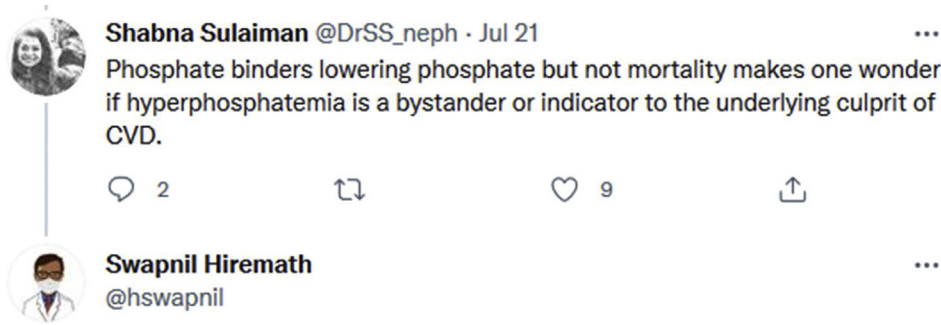 Shabna Sulaiman @DrSS_neph · Jul 21
Phosphate binders lowering phosphate but not mortality makes one wonder
if hyperphosphatemia is a bystander or indicator to the underlying culprit of
CVD.
2 9
Swapnil Hiremath
@hswapnil